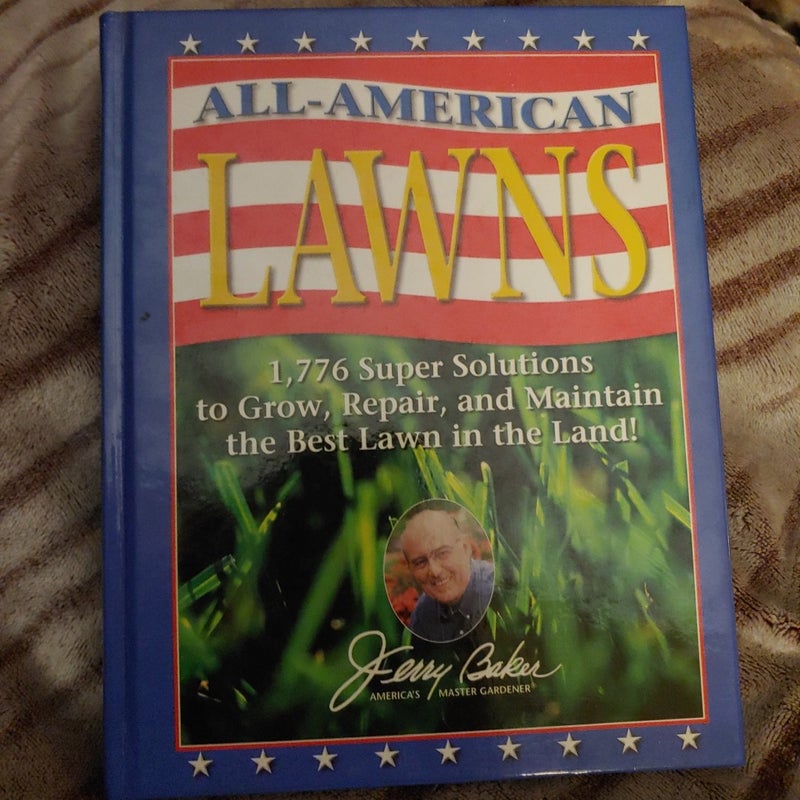 ALL-AMERICAN
LAWNS
1,776 Super Solutions
to Grow, Repair, and Maintain
the Best Lawn in the Land!
Jerry Baker
AMERICA'S MASTER GARDENER®